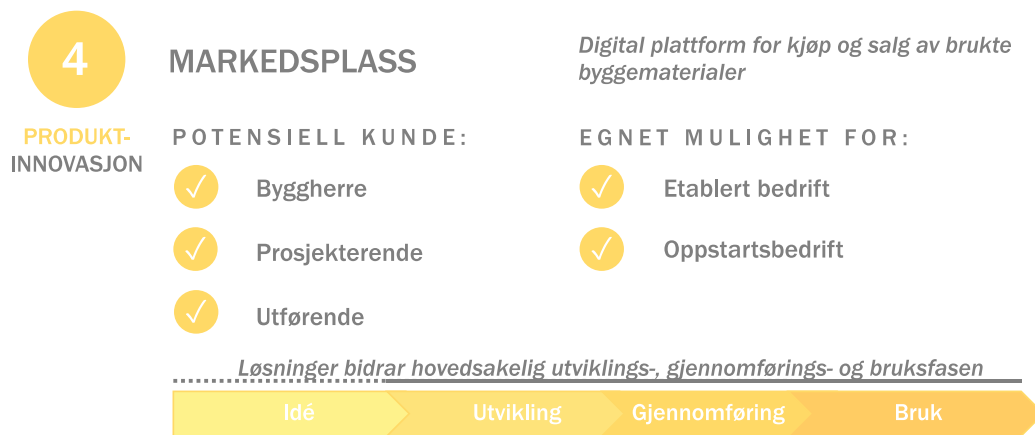 4
MARKEDSPLASS
Digital plattform for kjøp og salg av brukte
byggematerialer
PRODUKT-
INNOVASJON
POTENSIELL KUNDE:
Byggherre
Prosjekterende
Utførende
EGNET MULIGHET FOR:
Etablert bedrift
Oppstartsbedrift
Løsninger bidrar hovedsakelig utviklings-, gjennomførings- og bruksfasen
Idé
Utvikling
Gjennomføring
Bruk